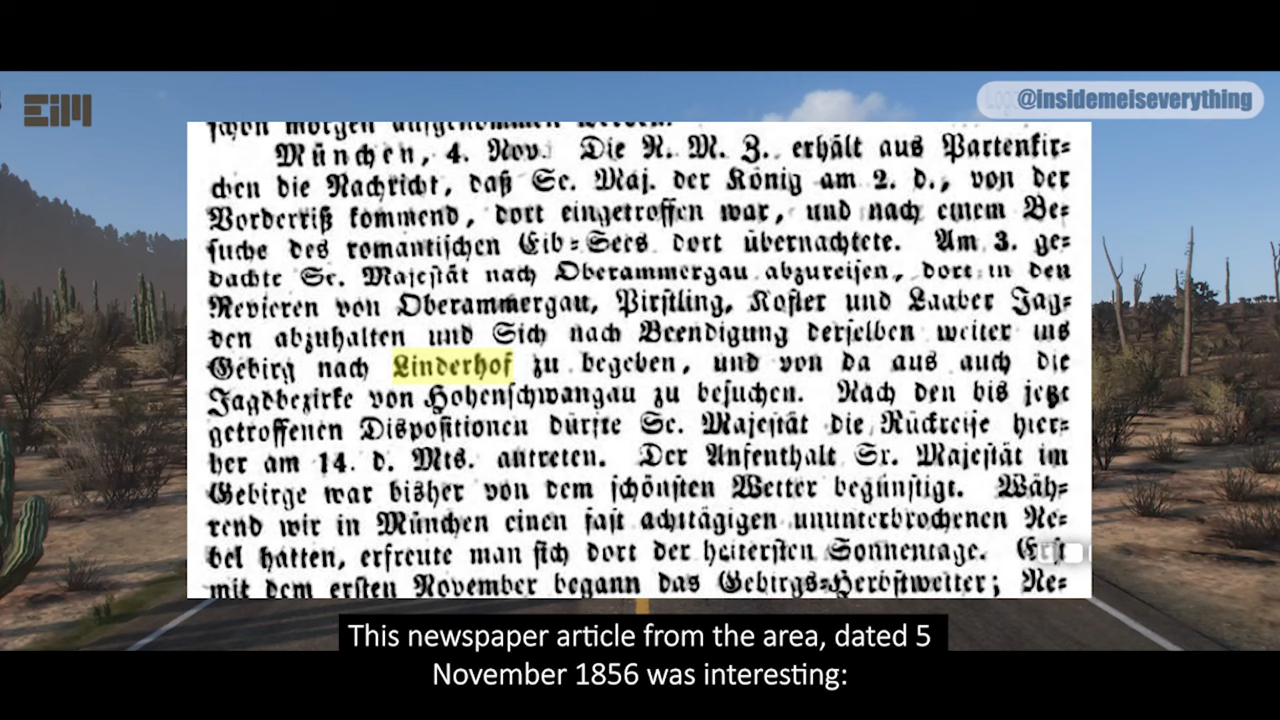 EiM
@insidemeiseverything
schon morgen aufgenommen werden.
München, 4. Nov. Die N. M. Z. erhält aus Partenkir=
chen die Nachricht, daß Se. Maj. der König am 2. d., von der
Vorderriß kommend, dort eingetroffen war, und nach einem Be=
suche des romantischen Eib=Sees dort übernachtete. Am 3. ge=
dachte Se. Majestät nach Oberammergau abzureisen, dort in den
Revieren von Oberammergau, Pirstling, Kofler und Laaber Jag=
den abzuhalten und Sich nach Beendigung derselben weiter ins
Gebirg nach Linderhof zu begeben, und von da aus auch die
Jagdbezirke von Hohenschwangau zu besuchen. Nach den bis jetzt
getroffenen Dispositionen dürfte Se. Majestät die Rückreise hier=
her am 14. d. Mts. antreten. Der Aufenthalt Sr. Majestät im
Gebirge war bisher von dem schönsten Wetter begünstigt. Wäh=
rend wir in München einen fast achttägigen ununterbrochenen Ne=
bel hatten, erfreute man sich dort der heitersten Sonnentage. Erst
mit dem ersten November begann das Gebirgs=Herbstwetter; Ne=
This newspaper article from the area, dated 5
November 1856 was interesting: